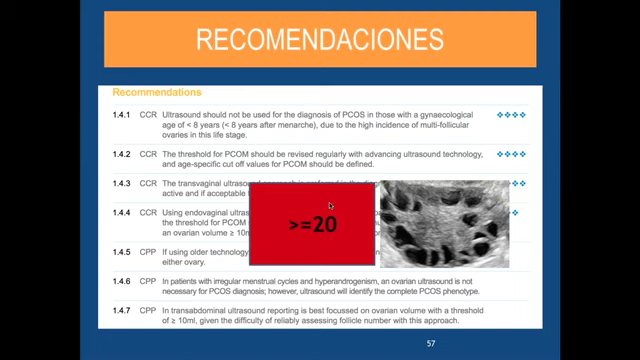 RECOMENDACIONES
Recommendations
1.4.1 CCR Ultrasound should not be used for the diagnosis of PCOS in those with a gynaecological
age of < 8 years (< 8 years after menarche), due to the high incidence of multi-follicular
ovaries in this life stage.
1.4.2 CCR The threshold for PCOM should be revised regularly with advancing ultrasound technology,
and age-specific cut off values for PCOM should be defined.
1.4.3 CCR The transvaginal ultrasound
active and if acceptable
1.4.4 CCR Using endovaginal
the threshold for PCOM
an ovarian volume ≥
>=20
1.4.5 CPP If using older technology
either ovary.
1.4.6 CPP In patients with irregular menstrual cycles and hyperandrogenism, an ovarian ultrasound is not
necessary for PCOS diagnosis; however, ultrasound will identify the complete PCOS phenotype.
1.4.7 CPP In transabdominal ultrasound reporting is best focussed on ovarian volume with a threshold
of ≥ 10ml, given the difficulty of reliably assessing follicle number with this approach.
57